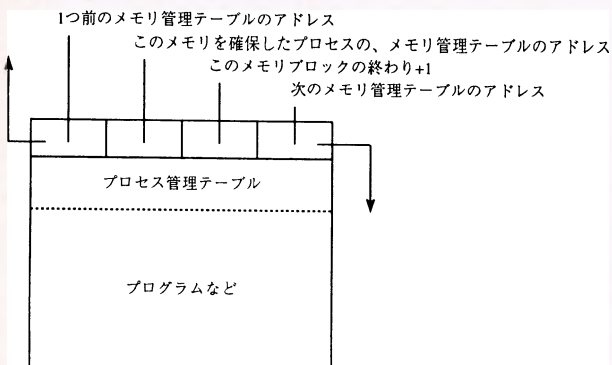 1つ前のメモリ管理テーブルのアドレス
このメモリを確保したプロセスの、メモリ管理テーブルのアドレス
このメモリブロックの終わり+1
次のメモリ管理テーブルのアドレス
プロセス管理テーブル
プログラムなど